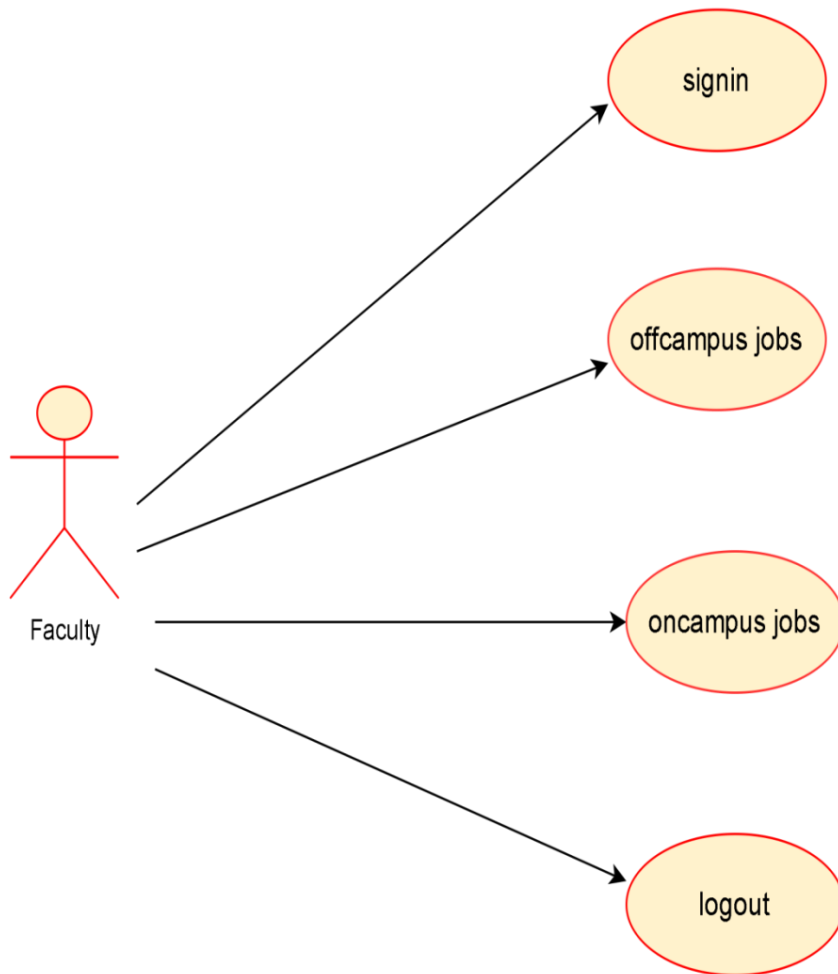 signin
offcampus jobs
Faculty
oncampus jobs
logout